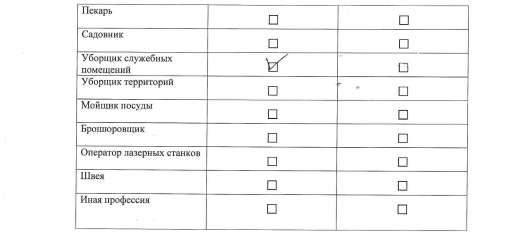 Пекарь
Садовник
Уборщик служебных
помещений
Уборщик территорий
Мойщик посуды
Брошюровщик
Оператор лазерных станков
Швея
Иная профессия